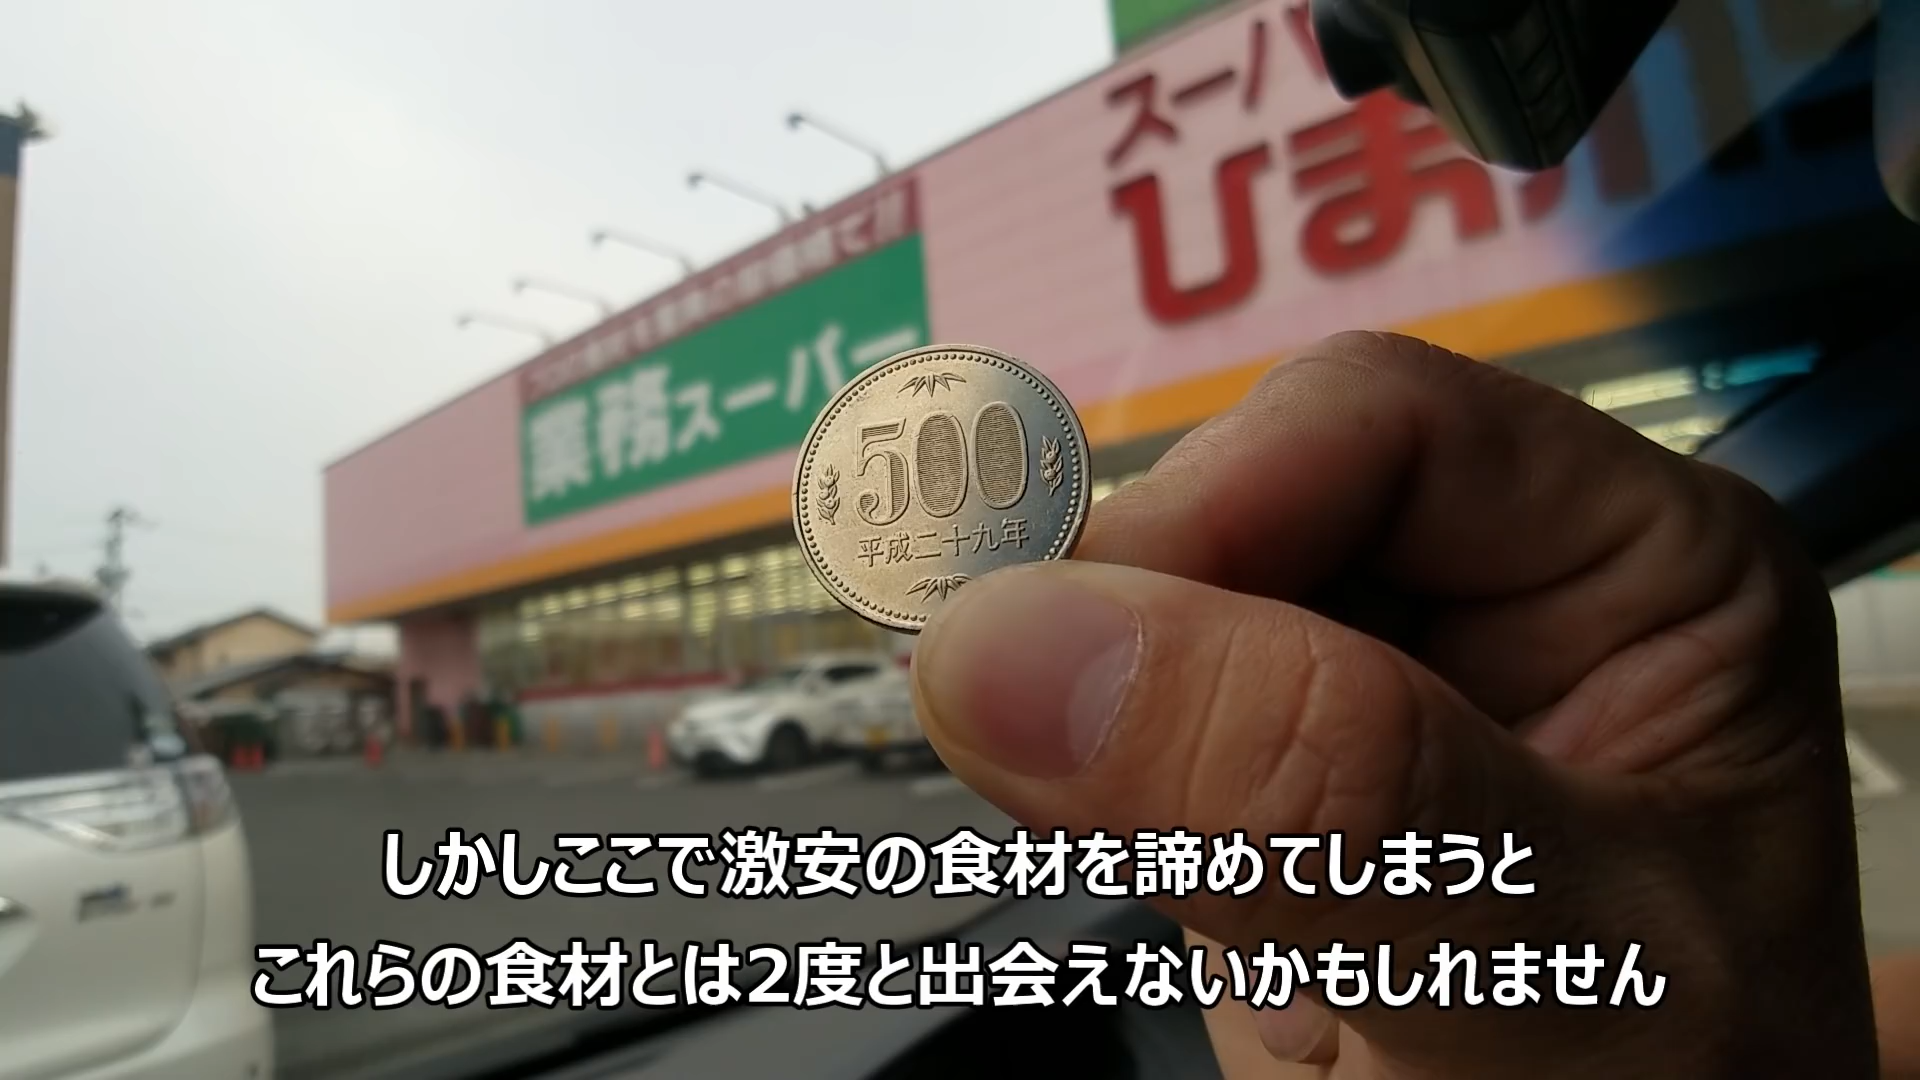 スーパ
ひま
業務スーパー
500
平成二十九年
しかしここで激安の食材を諦めてしまうと
これらの食材とは2度と出会えないかもしれません